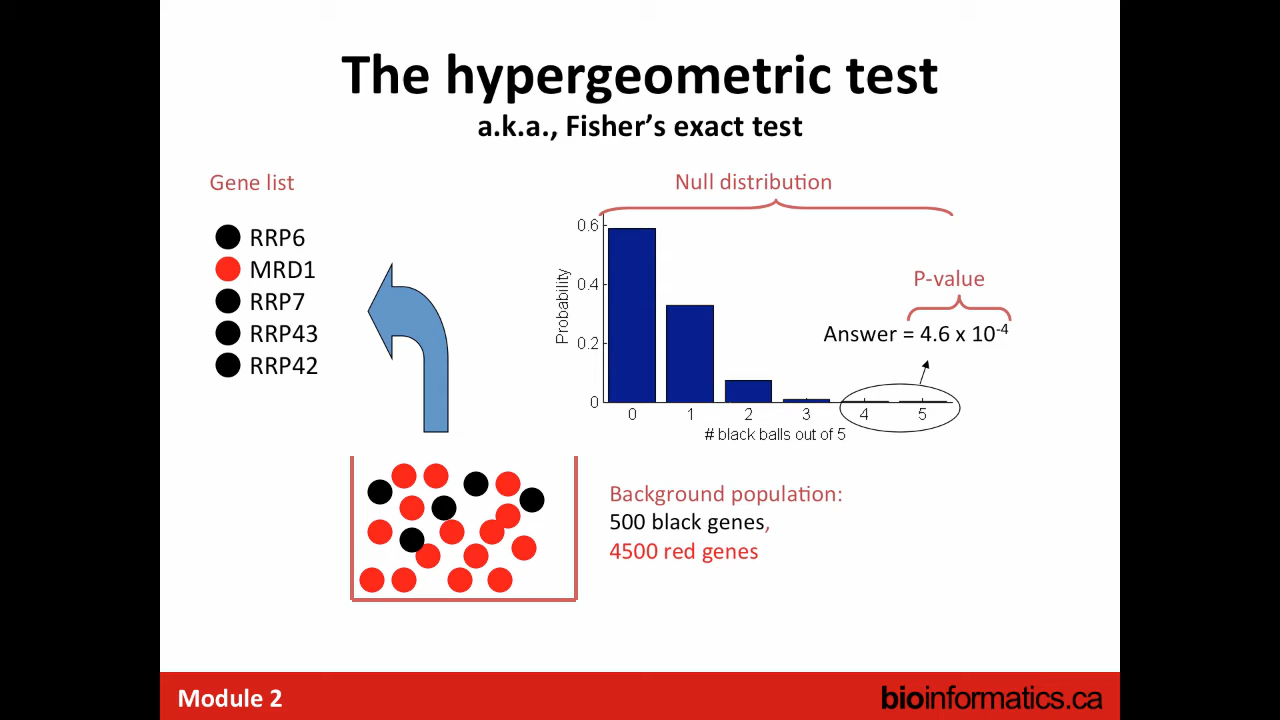 The hypergeometric test
a.k.a., Fisher’s exact test
Gene list
RRP6
MRD1
RRP7
RRP43
RRP42
Null distribution
0.6
0.4
0.2
0
Probability
0 1 2 3 4 5
# black balls out of 5
P-value
Answer = 4.6 x 10⁻⁴
Background population:
500 black genes,
4500 red genes
Module 2
bioinformatics.ca